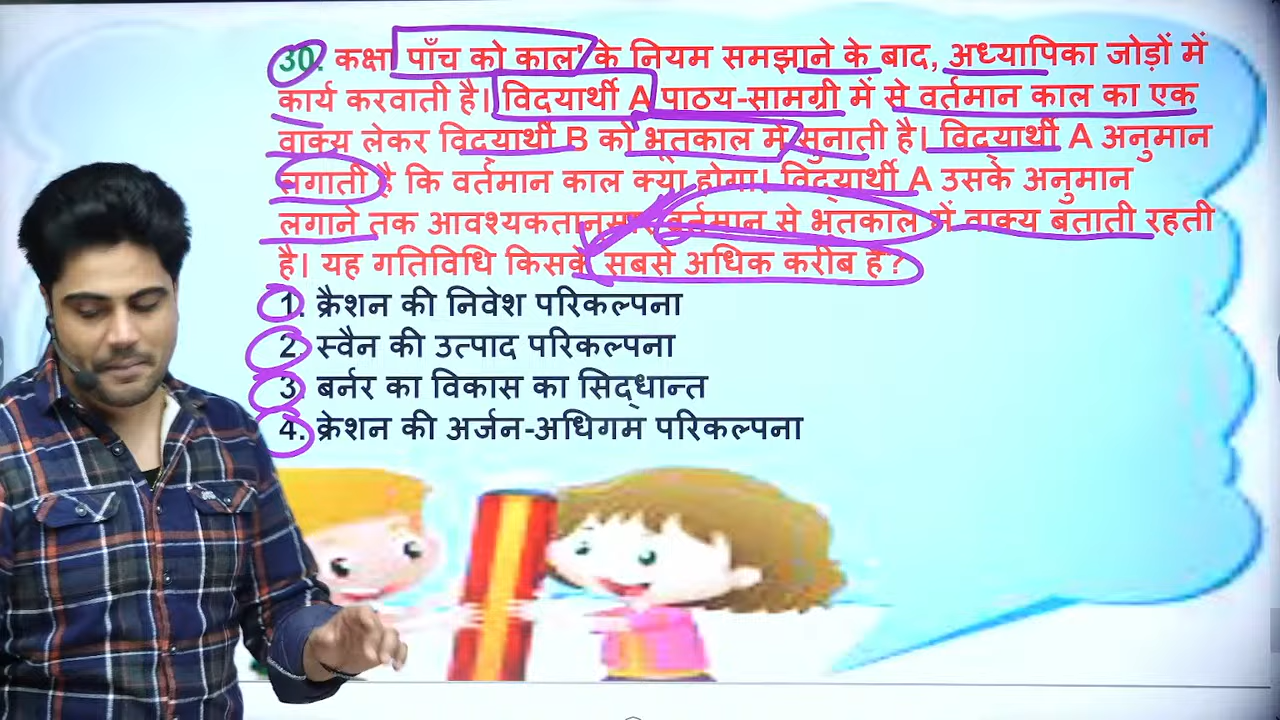 30. कक्षा पाँच को काल' के नियम समझाने के बाद, अध्यापिका जोड़ों में
कार्य करवाती है। विद्यार्थी A पाठय-सामग्री में से वर्तमान काल का एक
वाक्य लेकर विद्यार्थी B को भूतकाल में सुनाती है। विद्यार्थी A अनुमान
लगाती है कि वर्तमान काल क्या होगा। विद्यार्थी A उसके अनुमान
लगाने तक आवश्यकतानुसार वर्तमान से भूतकाल में वाक्य बताती रहती
है। यह गतिविधि किसके सबसे अधिक करीब है?
1. क्रैशन की निवेश परिकल्पना
2. स्वैन की उत्पाद परिकल्पना
3. बर्नर का विकास का सिद्धान्त
4. क्रेशन की अर्जन-अधिगम परिकल्पना